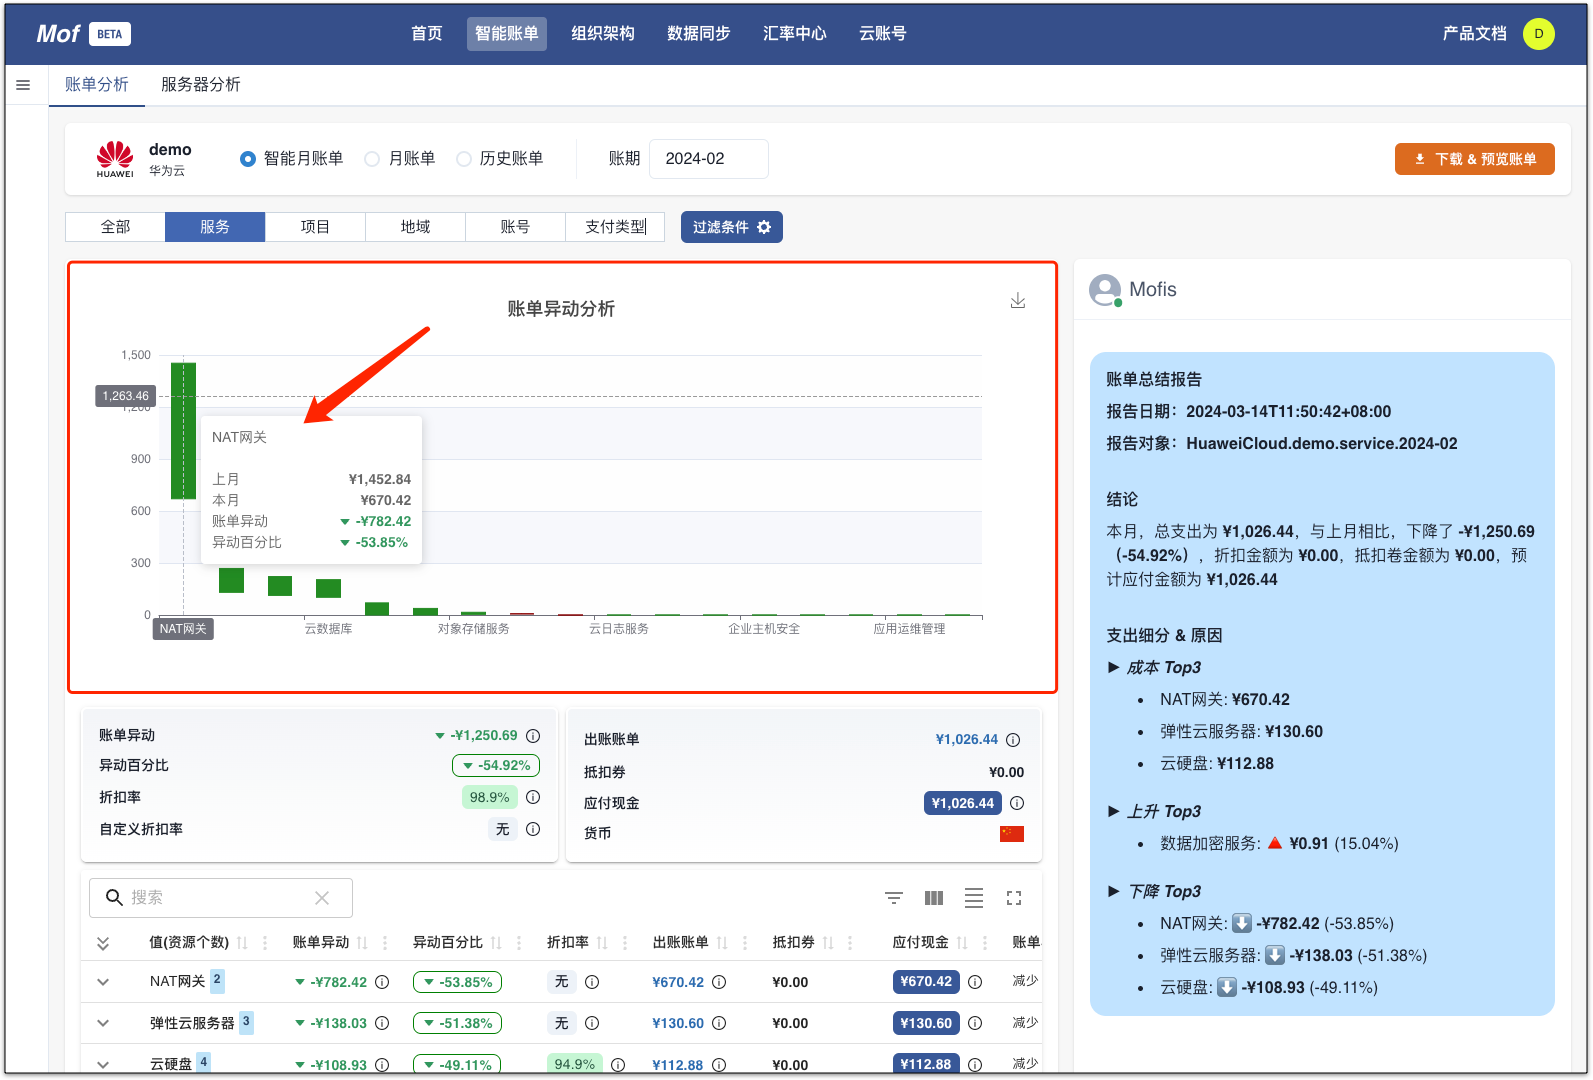 Mof BETA 首页 智能账单 组织架构 数据同步 汇率中心 云账号 产品文档 D
账单分析 服务器分析
HUAWEI demo 华为云 智能月账单 月账单 历史账单 账期 2024-02 下载 & 预览账单
全部 服务 项目 地域 账号 支付类型 过滤条件
账单异动分析
1,500
1,263.46
1,200
900
600
300
0
NAT网关
上月 ¥1,452.84
本月 ¥670.42
账单异动 ▼ -¥782.42
异动百分比 ▼ -53.85%
NAT网关 云数据库 对象存储服务 云日志服务 企业主机安全 应用运维管理
账单异动 ▼ -¥1,250.69
异动百分比 ▼ -54.92%
折扣率 98.9%
自定义折扣率 无
出账账单 ¥1,026.44
抵扣券 ¥0.00
应付现金 ¥1,026.44
货币
搜索
值(资源个数) 账单异动 异动百分比 折扣率 出账账单 抵扣券 应付现金 账单
NAT网关 2 ▼ -¥782.42 ▼ -53.85% 无 ¥670.42 ¥0.00 ¥670.42 减少
弹性云服务器 3 ▼ -¥138.03 ▼ -51.38% 无 ¥130.60 ¥0.00 ¥130.60 减少
云硬盘 4 ▼ -¥108.93 ▼ -49.11% 94.9% ¥112.88 ¥0.00 ¥112.88 减少
Mofis
账单总结报告
报告日期：2024-03-14T11:50:42+08:00
报告对象：HuaweiCloud.demo.service.2024-02
结论
本月，总支出为 ¥1,026.44，与上月相比，下降了 -¥1,250.69
（-54.92%），折扣金额为 ¥0.00，抵扣卷金额为 ¥0.00，预
计应付金额为 ¥1,026.44
支出细分 & 原因
▶ 成本 Top3
• NAT网关: ¥670.42
• 弹性云服务器: ¥130.60
• 云硬盘: ¥112.88
▶ 上升 Top3
• 数据加密服务: 🔺 ¥0.91 (15.04%)
▶ 下降 Top3
• NAT网关: ⬇️ -¥782.42 (-53.85%)
• 弹性云服务器: ⬇️ -¥138.03 (-51.38%)
• 云硬盘: ⬇️ -¥108.93 (-49.11%)